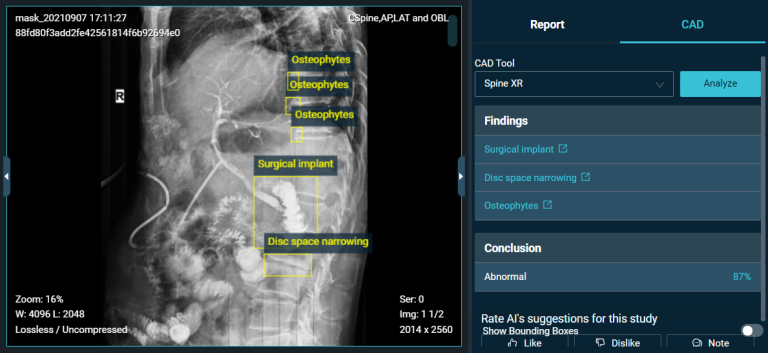 mask_20210907 17:11:27
CSpine,AP,LAT and OBL
88fd80f3add2fe42561814f6b92694e0
R
Osteophytes
Osteophytes
Osteophytes
Surgical implant
Disc space narrowing
Zoom: 16%
W: 4096 L: 2048
Lossless / Uncompressed
Ser: 0
Img: 1 1/2
2014 x 2560
Report
CAD
CAD Tool
Spine XR
Analyze
Findings
Surgical implant
Disc space narrowing
Osteophytes
Conclusion
Abnormal 87%
Rate AI's suggestions for this study
Show Bounding Boxes
Like
Dislike
Note